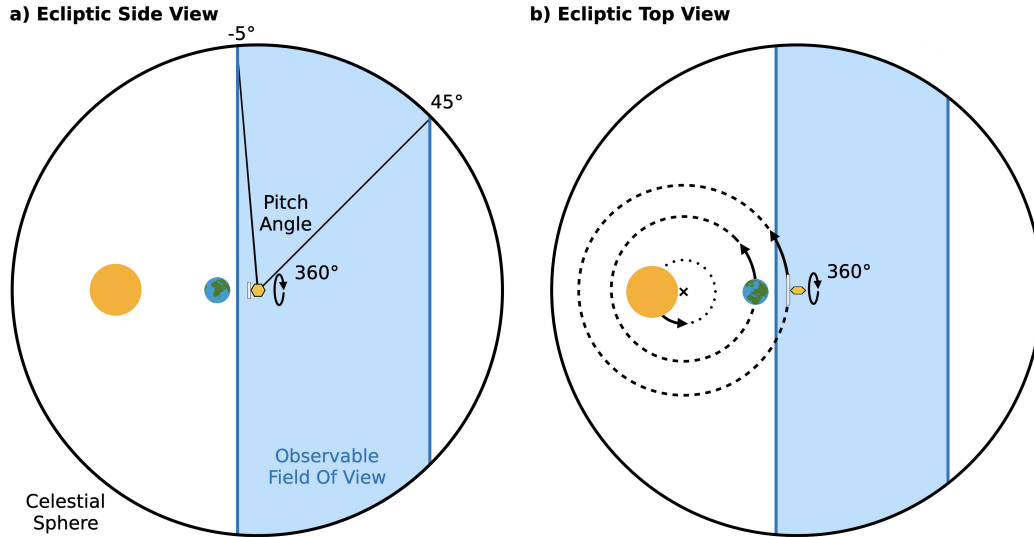 a) Ecliptic Side View
-5°
45°
Pitch
Angle
360°
Observable
Field Of View
Celestial
Sphere
b) Ecliptic Top View
360°